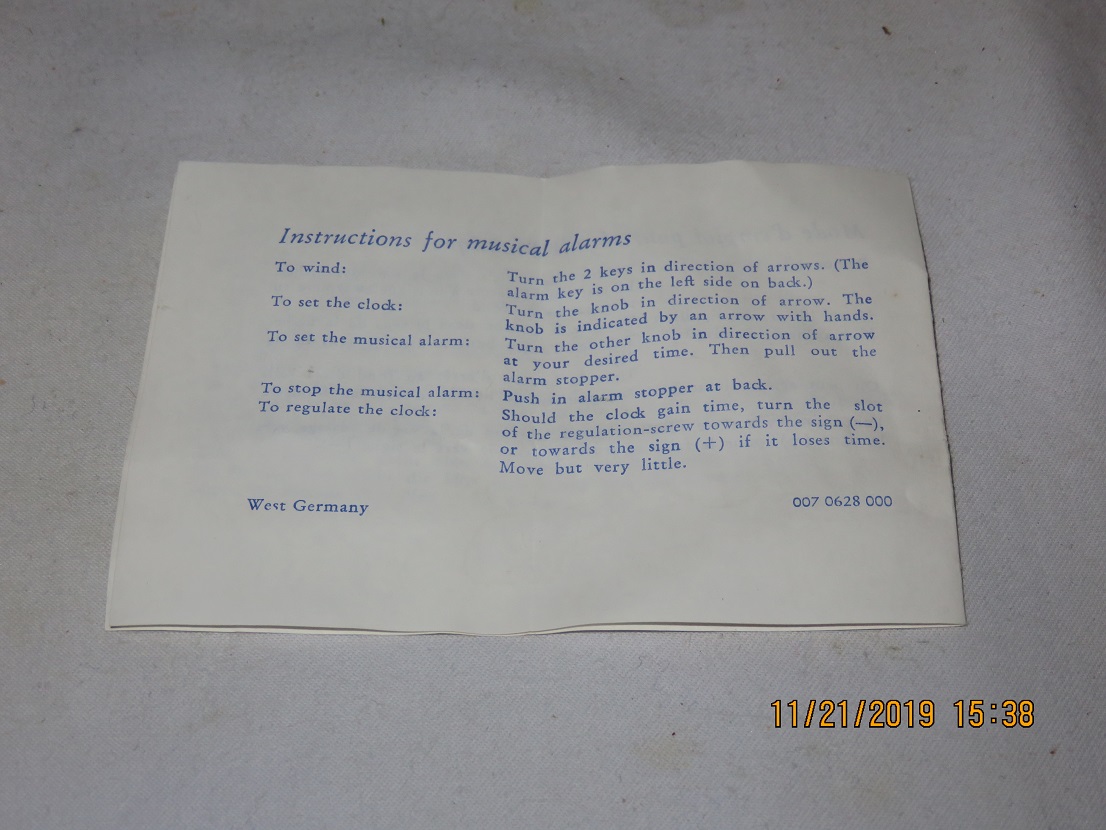 Instructions for musical alarms
To wind: Turn the 2 keys in direction of arrows. (The
alarm key is on the left side on back.)
To set the clock: Turn the knob in direction of arrow. The
knob is indicated by an arrow with hands.
To set the musical alarm: Turn the other knob in direction of arrow
at your desired time. Then pull out the
alarm stopper.
To stop the musical alarm: Push in alarm stopper at back.
To regulate the clock: Should the clock gain time, turn the slot
of the regulation-screw towards the sign (—),
or towards the sign (+) if it loses time.
Move but very little.
West Germany 007 0628 000
11/21/2019 15:38